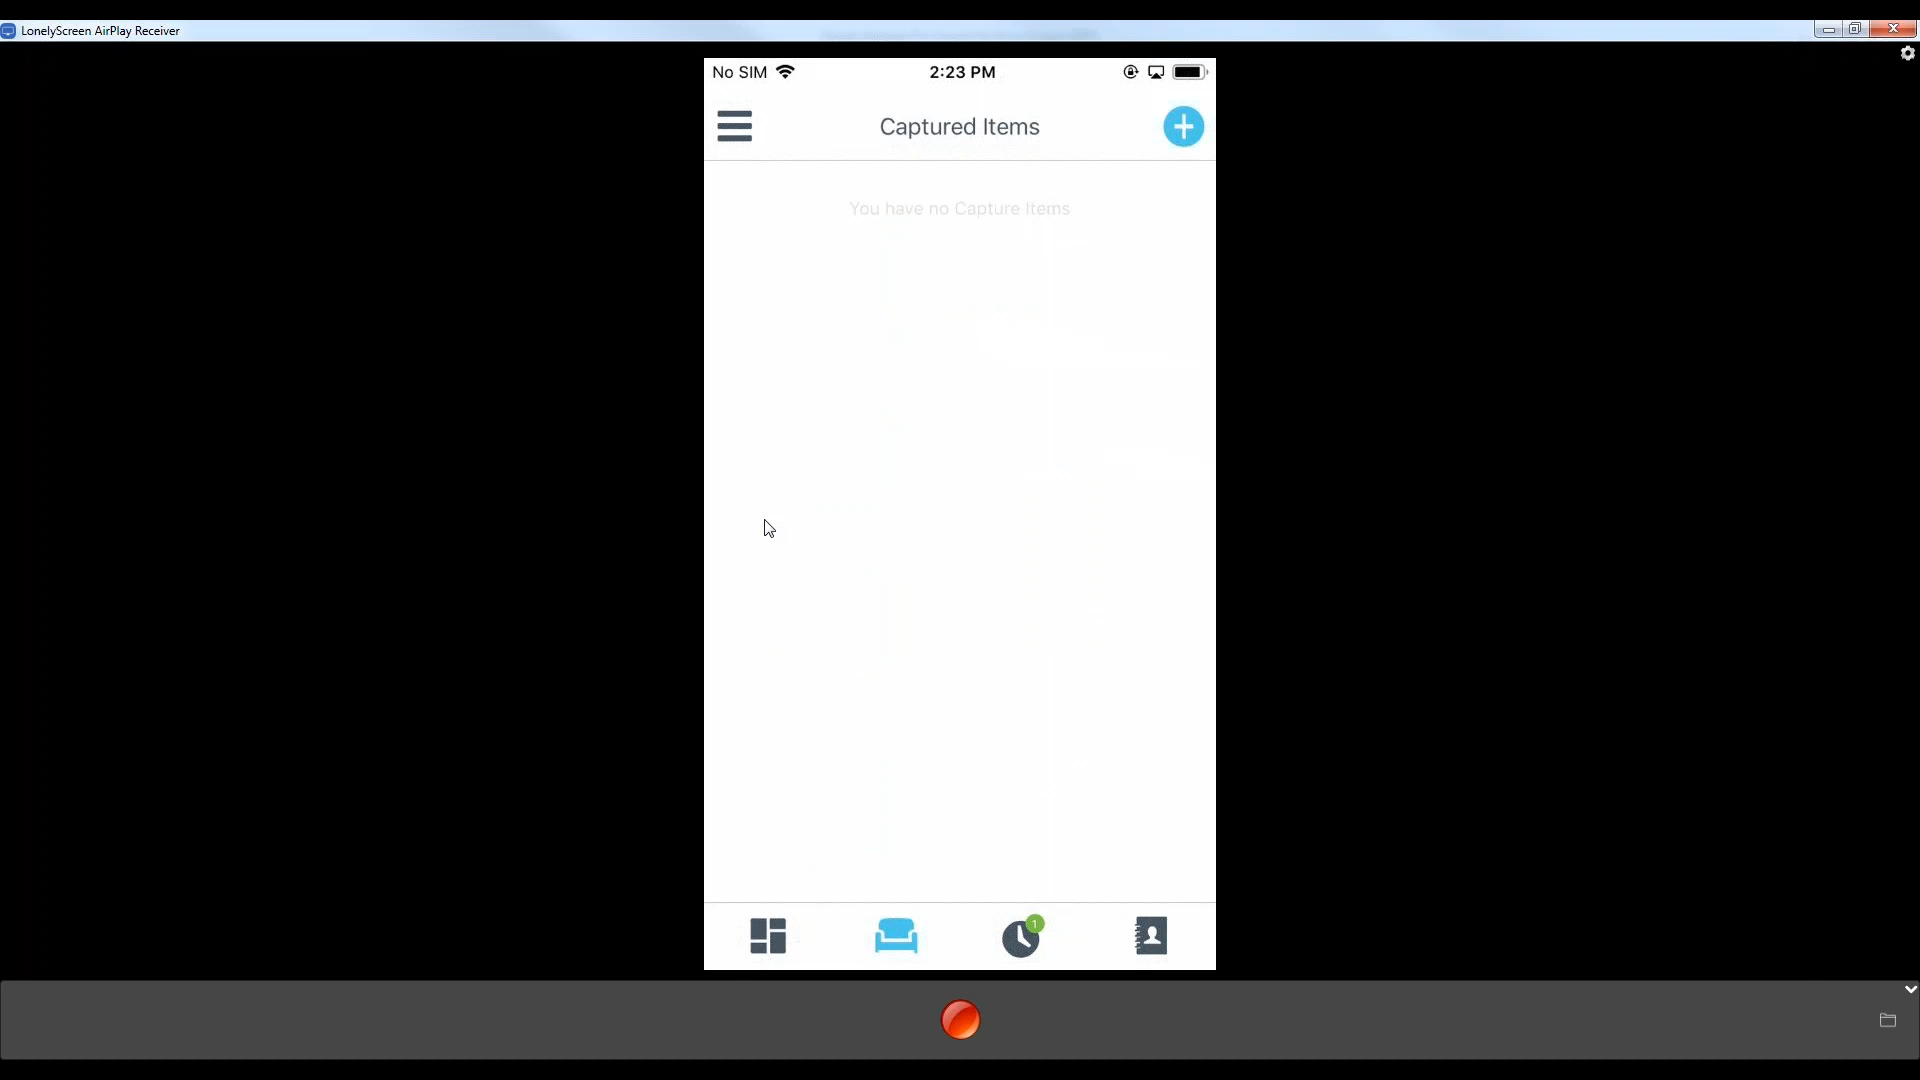 LonelyScreen AirPlay Receiver
No SIM 2:23 PM
Captured Items
You have no Capture Items
1